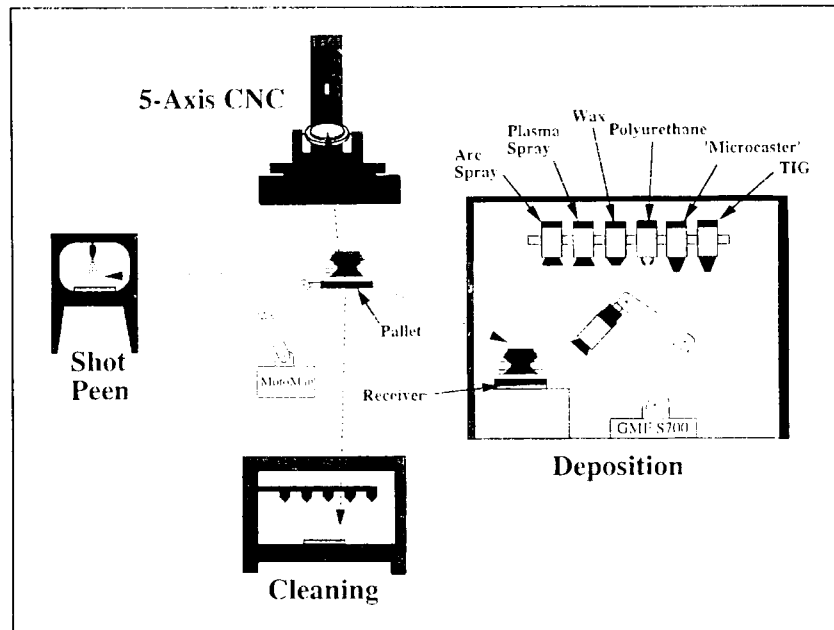 5-Axis CNC
Arc
Spray
Plasma
Spray
Wax
Polyurethane
'Microcaster'
TIG
Shot
Peen
Pallet
MotoMan
Receiver
GMF S700
Deposition
Cleaning